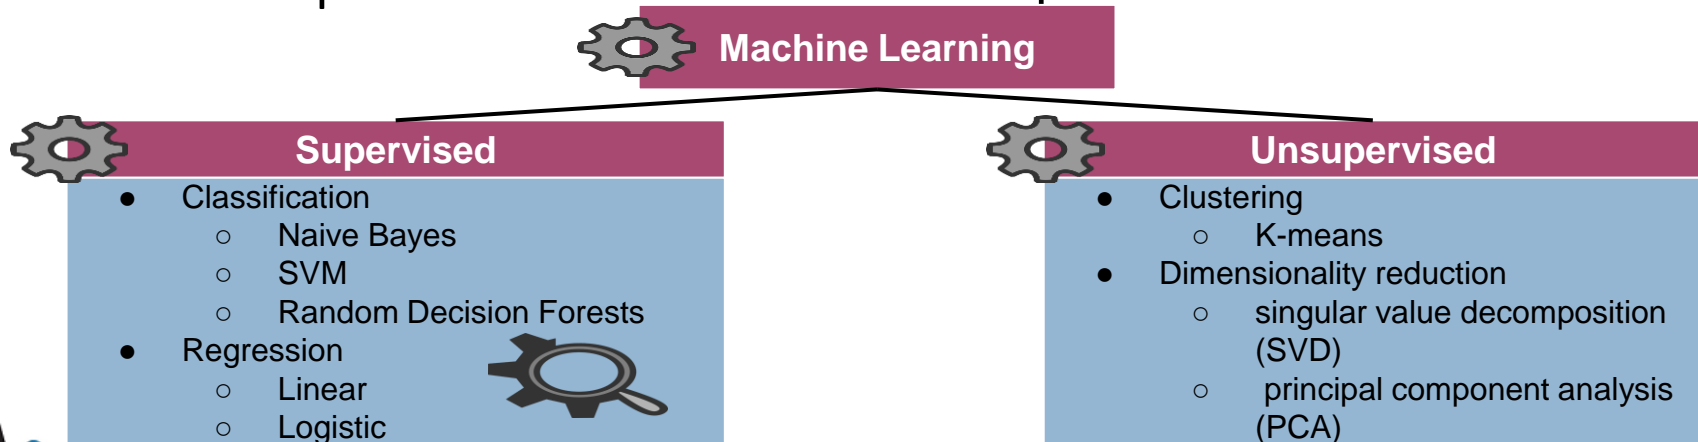 Machine Learning
Supervised
● Classification
○ Naive Bayes
○ SVM
○ Random Decision Forests
● Regression
○ Linear
○ Logistic
Unsupervised
● Clustering
○ K-means
● Dimensionality reduction
○ singular value decomposition
(SVD)
○ principal component analysis
(PCA)